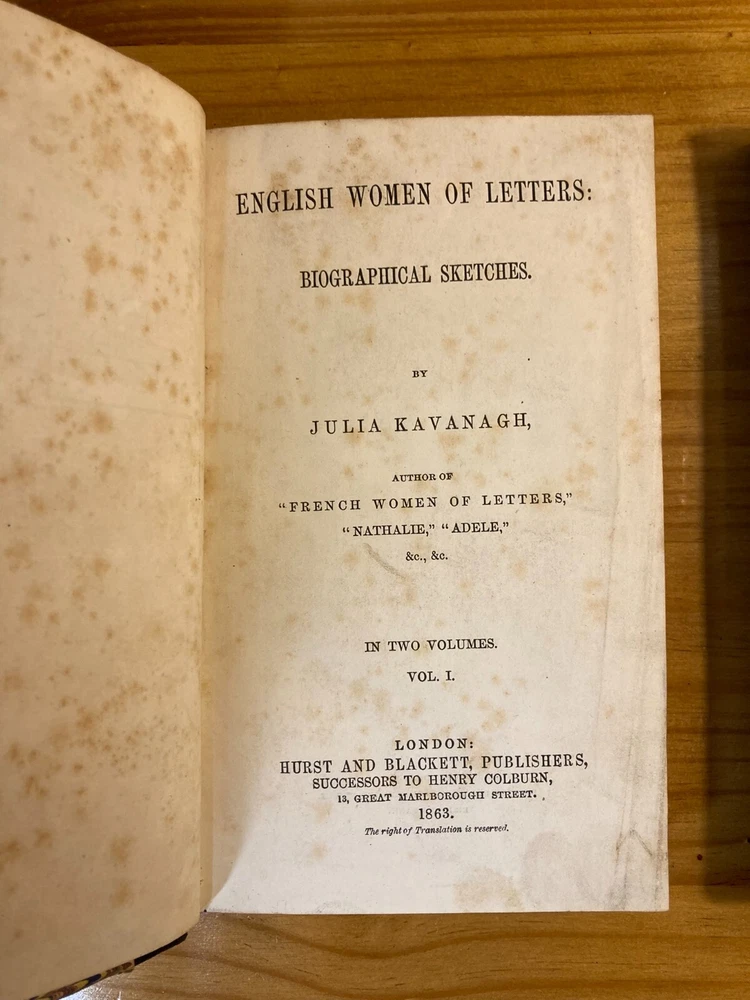 ENGLISH WOMEN OF LETTERS:
BIOGRAPHICAL SKETCHES.
BY
JULIA KAVANAGH,
AUTHOR OF
"FRENCH WOMEN OF LETTERS,"
"NATHALIE," "ADELE,"
&c., &c.
IN TWO VOLUMES.
VOL. I.
LONDON:
HURST AND BLACKETT, PUBLISHERS,
SUCCESSORS TO HENRY COLBURN,
13, GREAT MARLBOROUGH STREET.
1863.
The right of Translation is reserved.